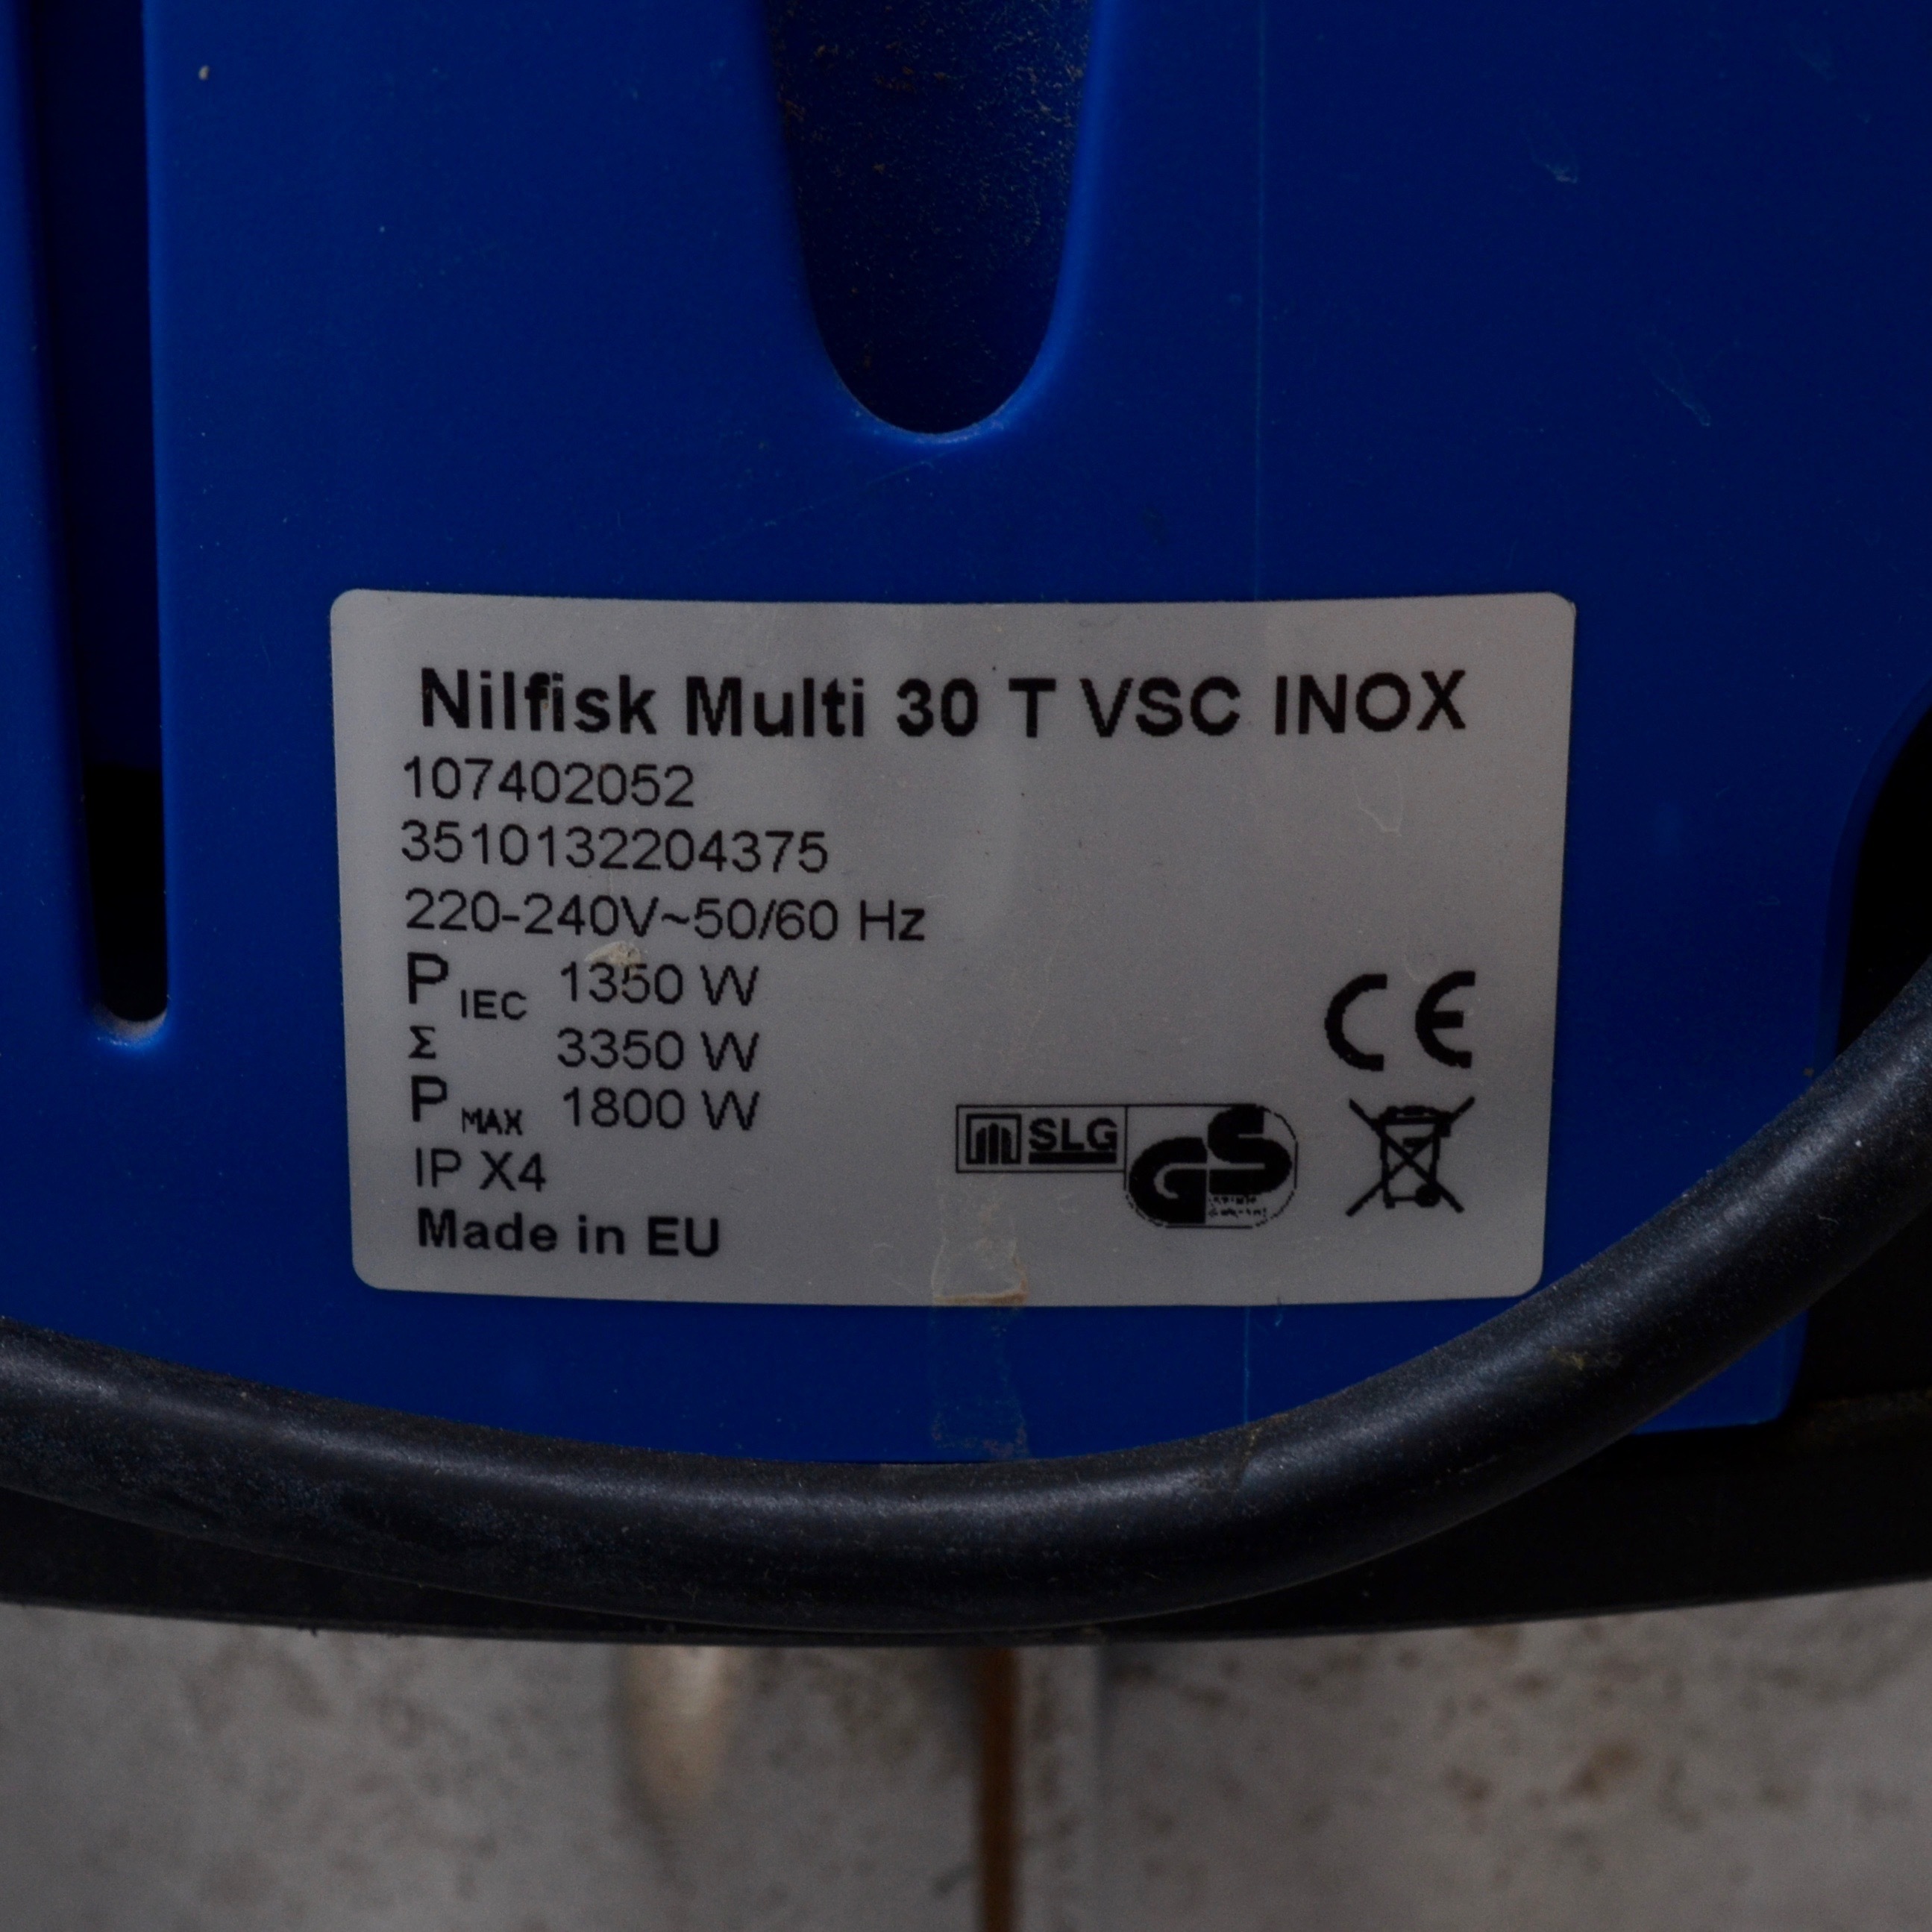 Nilfisk Multi 30 T VSC INOX
107402052
3510132204375
220-240V~50/60 Hz
P IEC 1350 W
Σ 3350 W
P MAX 1800 W
IP X4
Made in EU
CE
SLG
GS